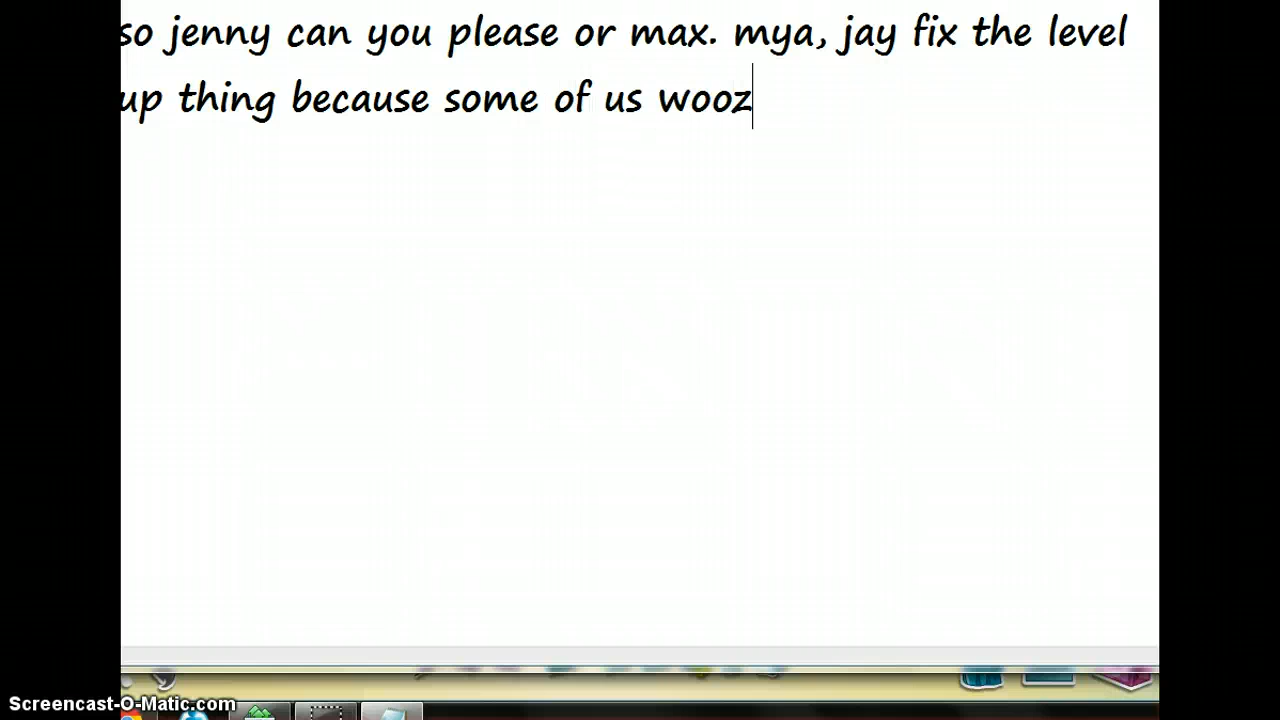 so jenny can you please or max. mya, jay fix the level
up thing because some of us wooz
Screencast-O-Matic.com